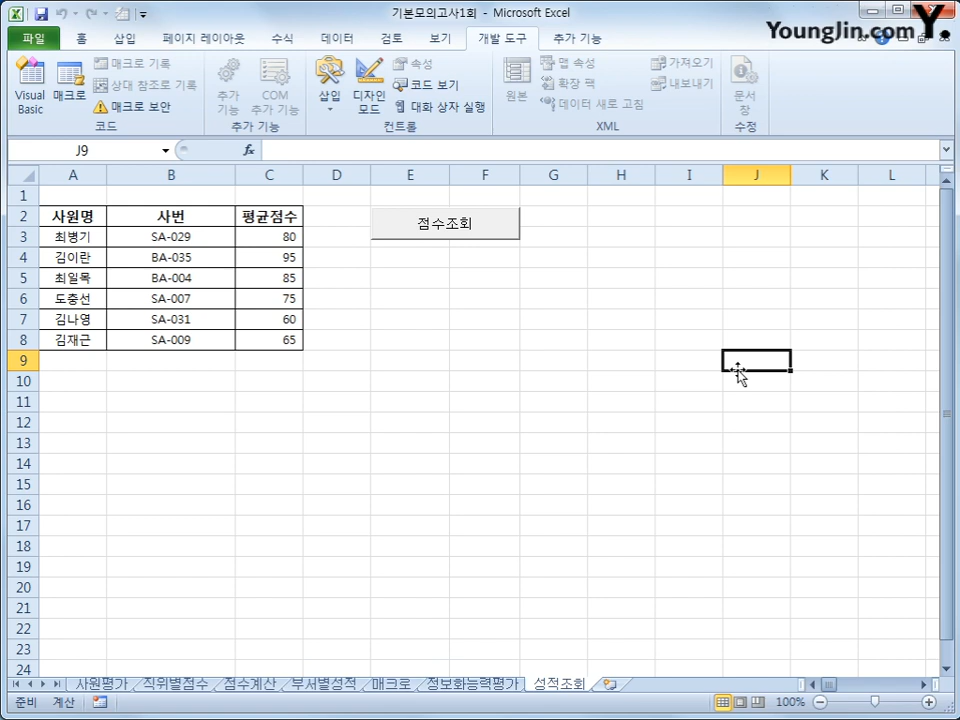 기본모의고사1회 - Microsoft Excel
Younglin.com Y.
파일 홈 삽입 페이지 레이아웃 수식 데이터 검토 보기 개발 도구 추가 기능
Visual Basic
매크로
매크로 기록
상대 참조로 기록
매크로 보안
코드
추가 기능
COM 추가 기능
추가 기능
삽입
디자인 모드
속성
코드 보기
대화 상자 실행
컨트롤
원본
맵 속성
확장 팩
데이터 새로 고침
가져오기
내보내기
XML
문서 창
수정
J9
fx
A B C D E F G H I J K L
1
2 사원명 사번 평균점수 점수조회
3 최병기 SA-029 80
4 김이란 BA-035 95
5 최일목 BA-004 85
6 도충선 SA-007 75
7 김나영 SA-031 60
8 김재근 SA-009 65
9
10
11
12
13
14
15
16
17
18
19
20
21
22
23
24
사원평가 직위별점수 점수계산 부서별성적 매크로 정보화능력평가 성적조회
준비 계산 100%